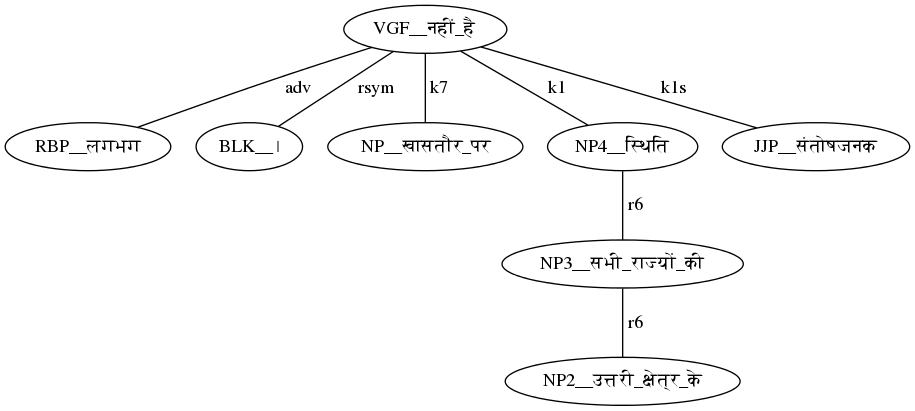 VGF__नहीं_है
adv rsym k7 k1 k1s
RBP__लगभग BLK__। NP__खासतौर_पर NP4__स्थिति JJP__संतोषजनक
r6
NP3__सभी_राज्यों_की
r6
NP2__उत्तरी_क्षेत्र_के